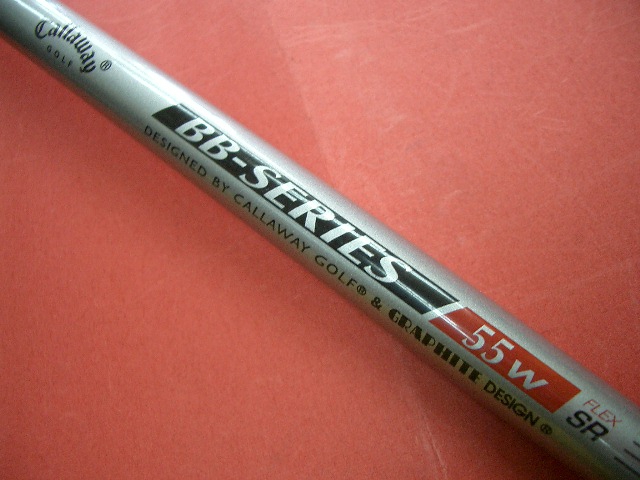 Callaway®
GOLF
BB-SERIES 55w
DESIGNED BY CALLAWAY GOLF® & GRAPHITE DESIGN®
FLEX
SR